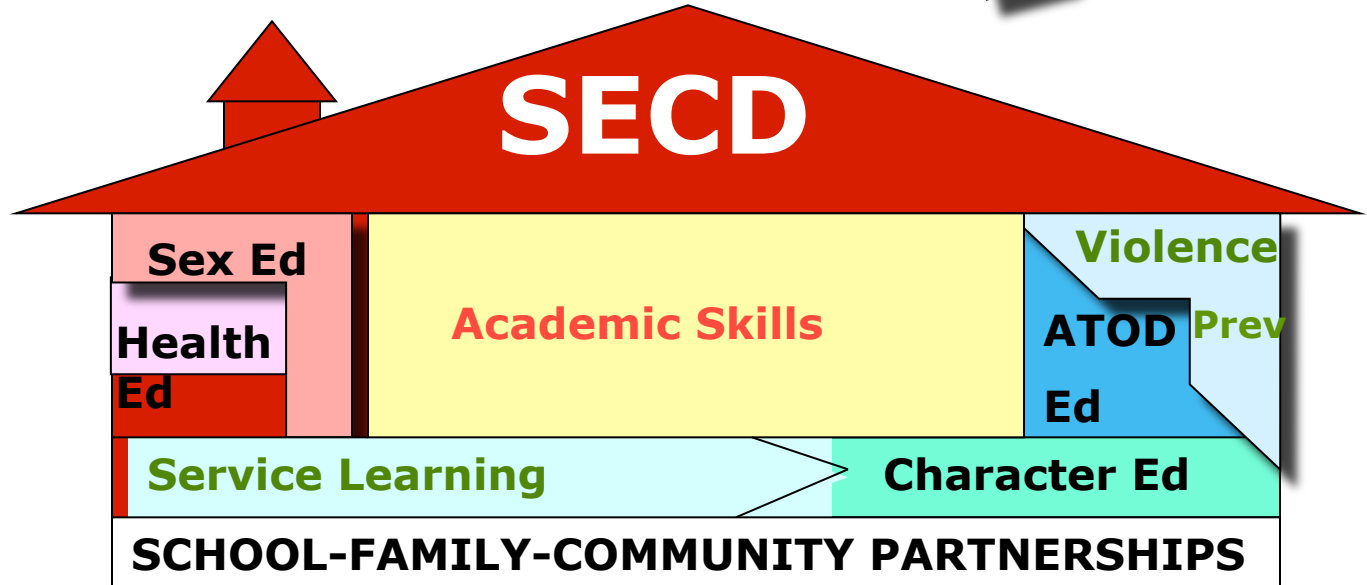 SECD
Sex Ed
Health
Ed
Academic Skills
Violence
Prev
ATOD
Ed
Service Learning
Character Ed
SCHOOL-FAMILY-COMMUNITY PARTNERSHIPS